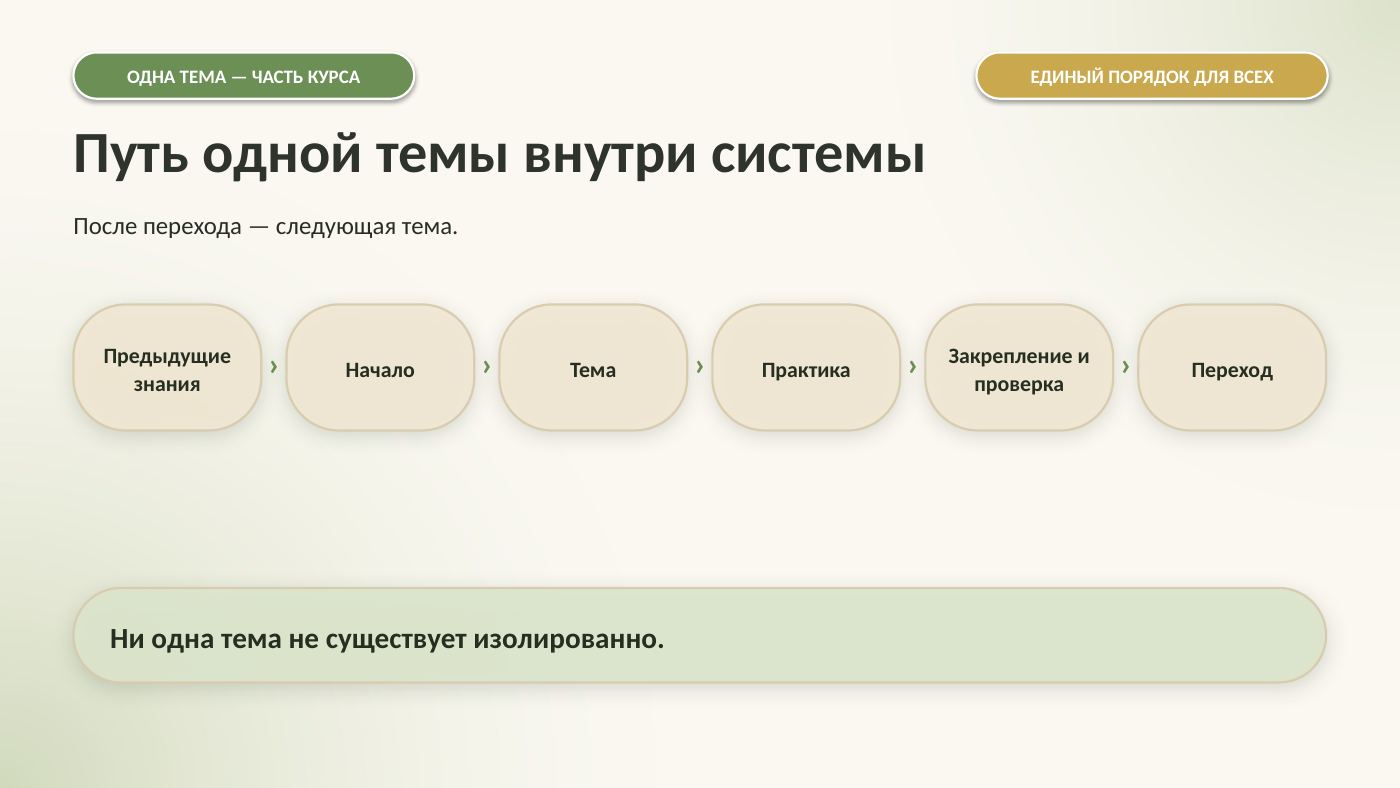 ОДНА ТЕМА — ЧАСТЬ КУРСА
ЕДИНЫЙ ПОРЯДОК ДЛЯ ВСЕХ
Путь одной темы внутри системы
После перехода — следующая тема.
Предыдущие
знания
›
Начало
›
Тема
›
Практика
›
Закрепление и
проверка
›
Переход
Ни одна тема не существует изолированно.